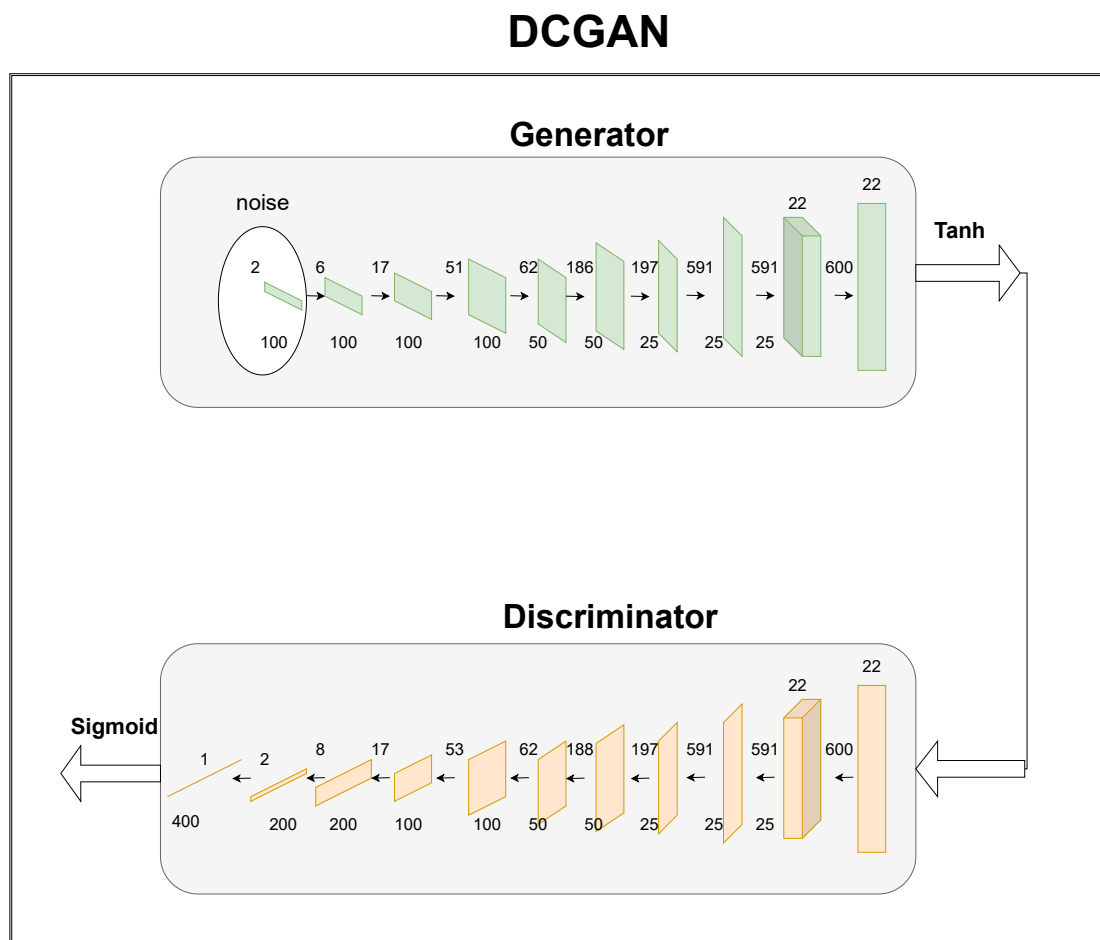 DCGAN
Generator
noise
22
22
Tanh
2 6 17 51 62 186 197 591 591 600
100 100 100 100 50 50 25 25 25
Discriminator
22
22
Sigmoid
1 2 8 17 53 62 188 197 591 591 600
400 200 200 100 100 50 50 25 25 25